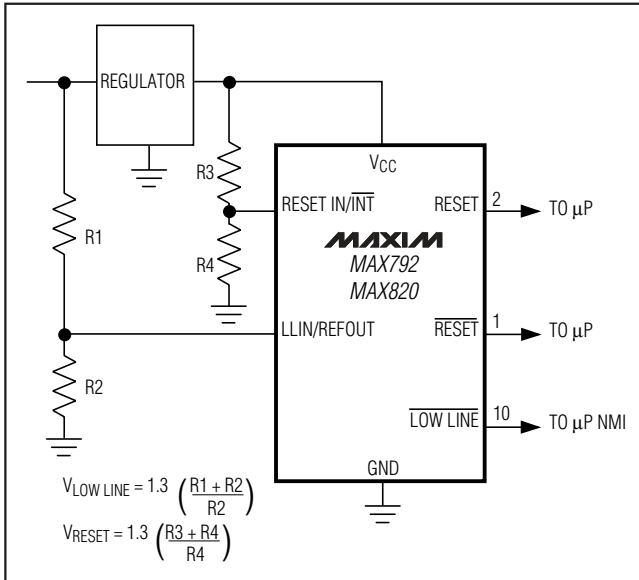 REGULATOR
R3
R1
R4
R2
VCC
RESET IN/INT
RESET
2
TO µP
MAXIM
MAX792
MAX820
LLIN/REFOUT
RESET
1
TO µP
LOW LINE
10
TO µP NMI
GND
VLOW LINE = 1.3 (R1 + R2 / R2)
VRESET = 1.3 (R3 + R4 / R4)